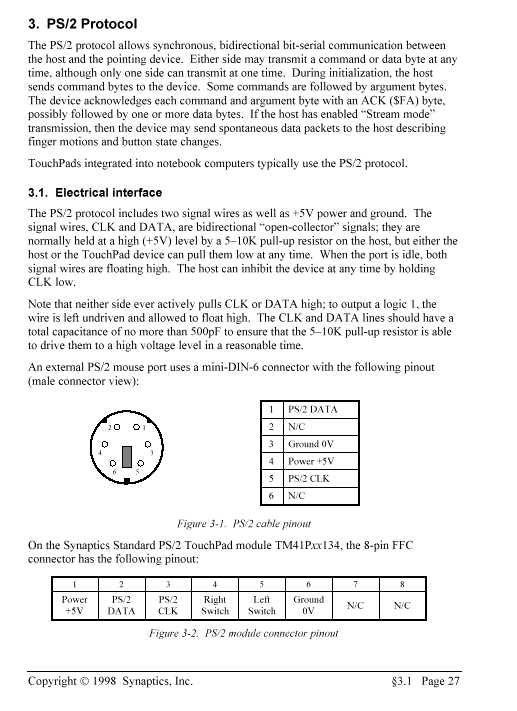 3. PS/2 Protocol
The PS/2 protocol allows synchronous, bidirectional bit-serial communication between
the host and the pointing device. Either side may transmit a command or data byte at any
time, although only one side can transmit at one time. During initialization, the host
sends command bytes to the device. Some commands are followed by argument bytes.
The device acknowledges each command and argument byte with an ACK ($FA) byte,
possibly followed by one or more data bytes. If the host has enabled “Stream mode”
transmission, then the device may send spontaneous data packets to the host describing
finger motions and button state changes.
TouchPads integrated into notebook computers typically use the PS/2 protocol.
3.1. Electrical interface
The PS/2 protocol includes two signal wires as well as +5V power and ground. The
signal wires, CLK and DATA, are bidirectional “open-collector” signals; they are
normally held at a high (+5V) level by a 5–10K pull-up resistor on the host, but either the
host or the TouchPad device can pull them low at any time. When the port is idle, both
signal wires are floating high. The host can inhibit the device at any time by holding
CLK low.
Note that neither side ever actively pulls CLK or DATA high; to output a logic 1, the
wire is left undriven and allowed to float high. The CLK and DATA lines should have a
total capacitance of no more than 500pF to ensure that the 5–10K pull-up resistor is able
to drive them to a high voltage level in a reasonable time.
An external PS/2 mouse port uses a mini-DIN-6 connector with the following pinout
(male connector view):
2 1
4 3
6 5
1 PS/2 DATA
2 N/C
3 Ground 0V
4 Power +5V
5 PS/2 CLK
6 N/C
Figure 3-1. PS/2 cable pinout
On the Synaptics Standard PS/2 TouchPad module TM41Pxx134, the 8-pin FFC
connector has the following pinout:
1 2 3 4 5 6 7 8
Power PS/2 PS/2 Right Left Ground N/C N/C
+5V DATA CLK Switch Switch 0V
Figure 3-2. PS/2 module connector pinout
Copyright © 1998 Synaptics, Inc. §3.1 Page 27